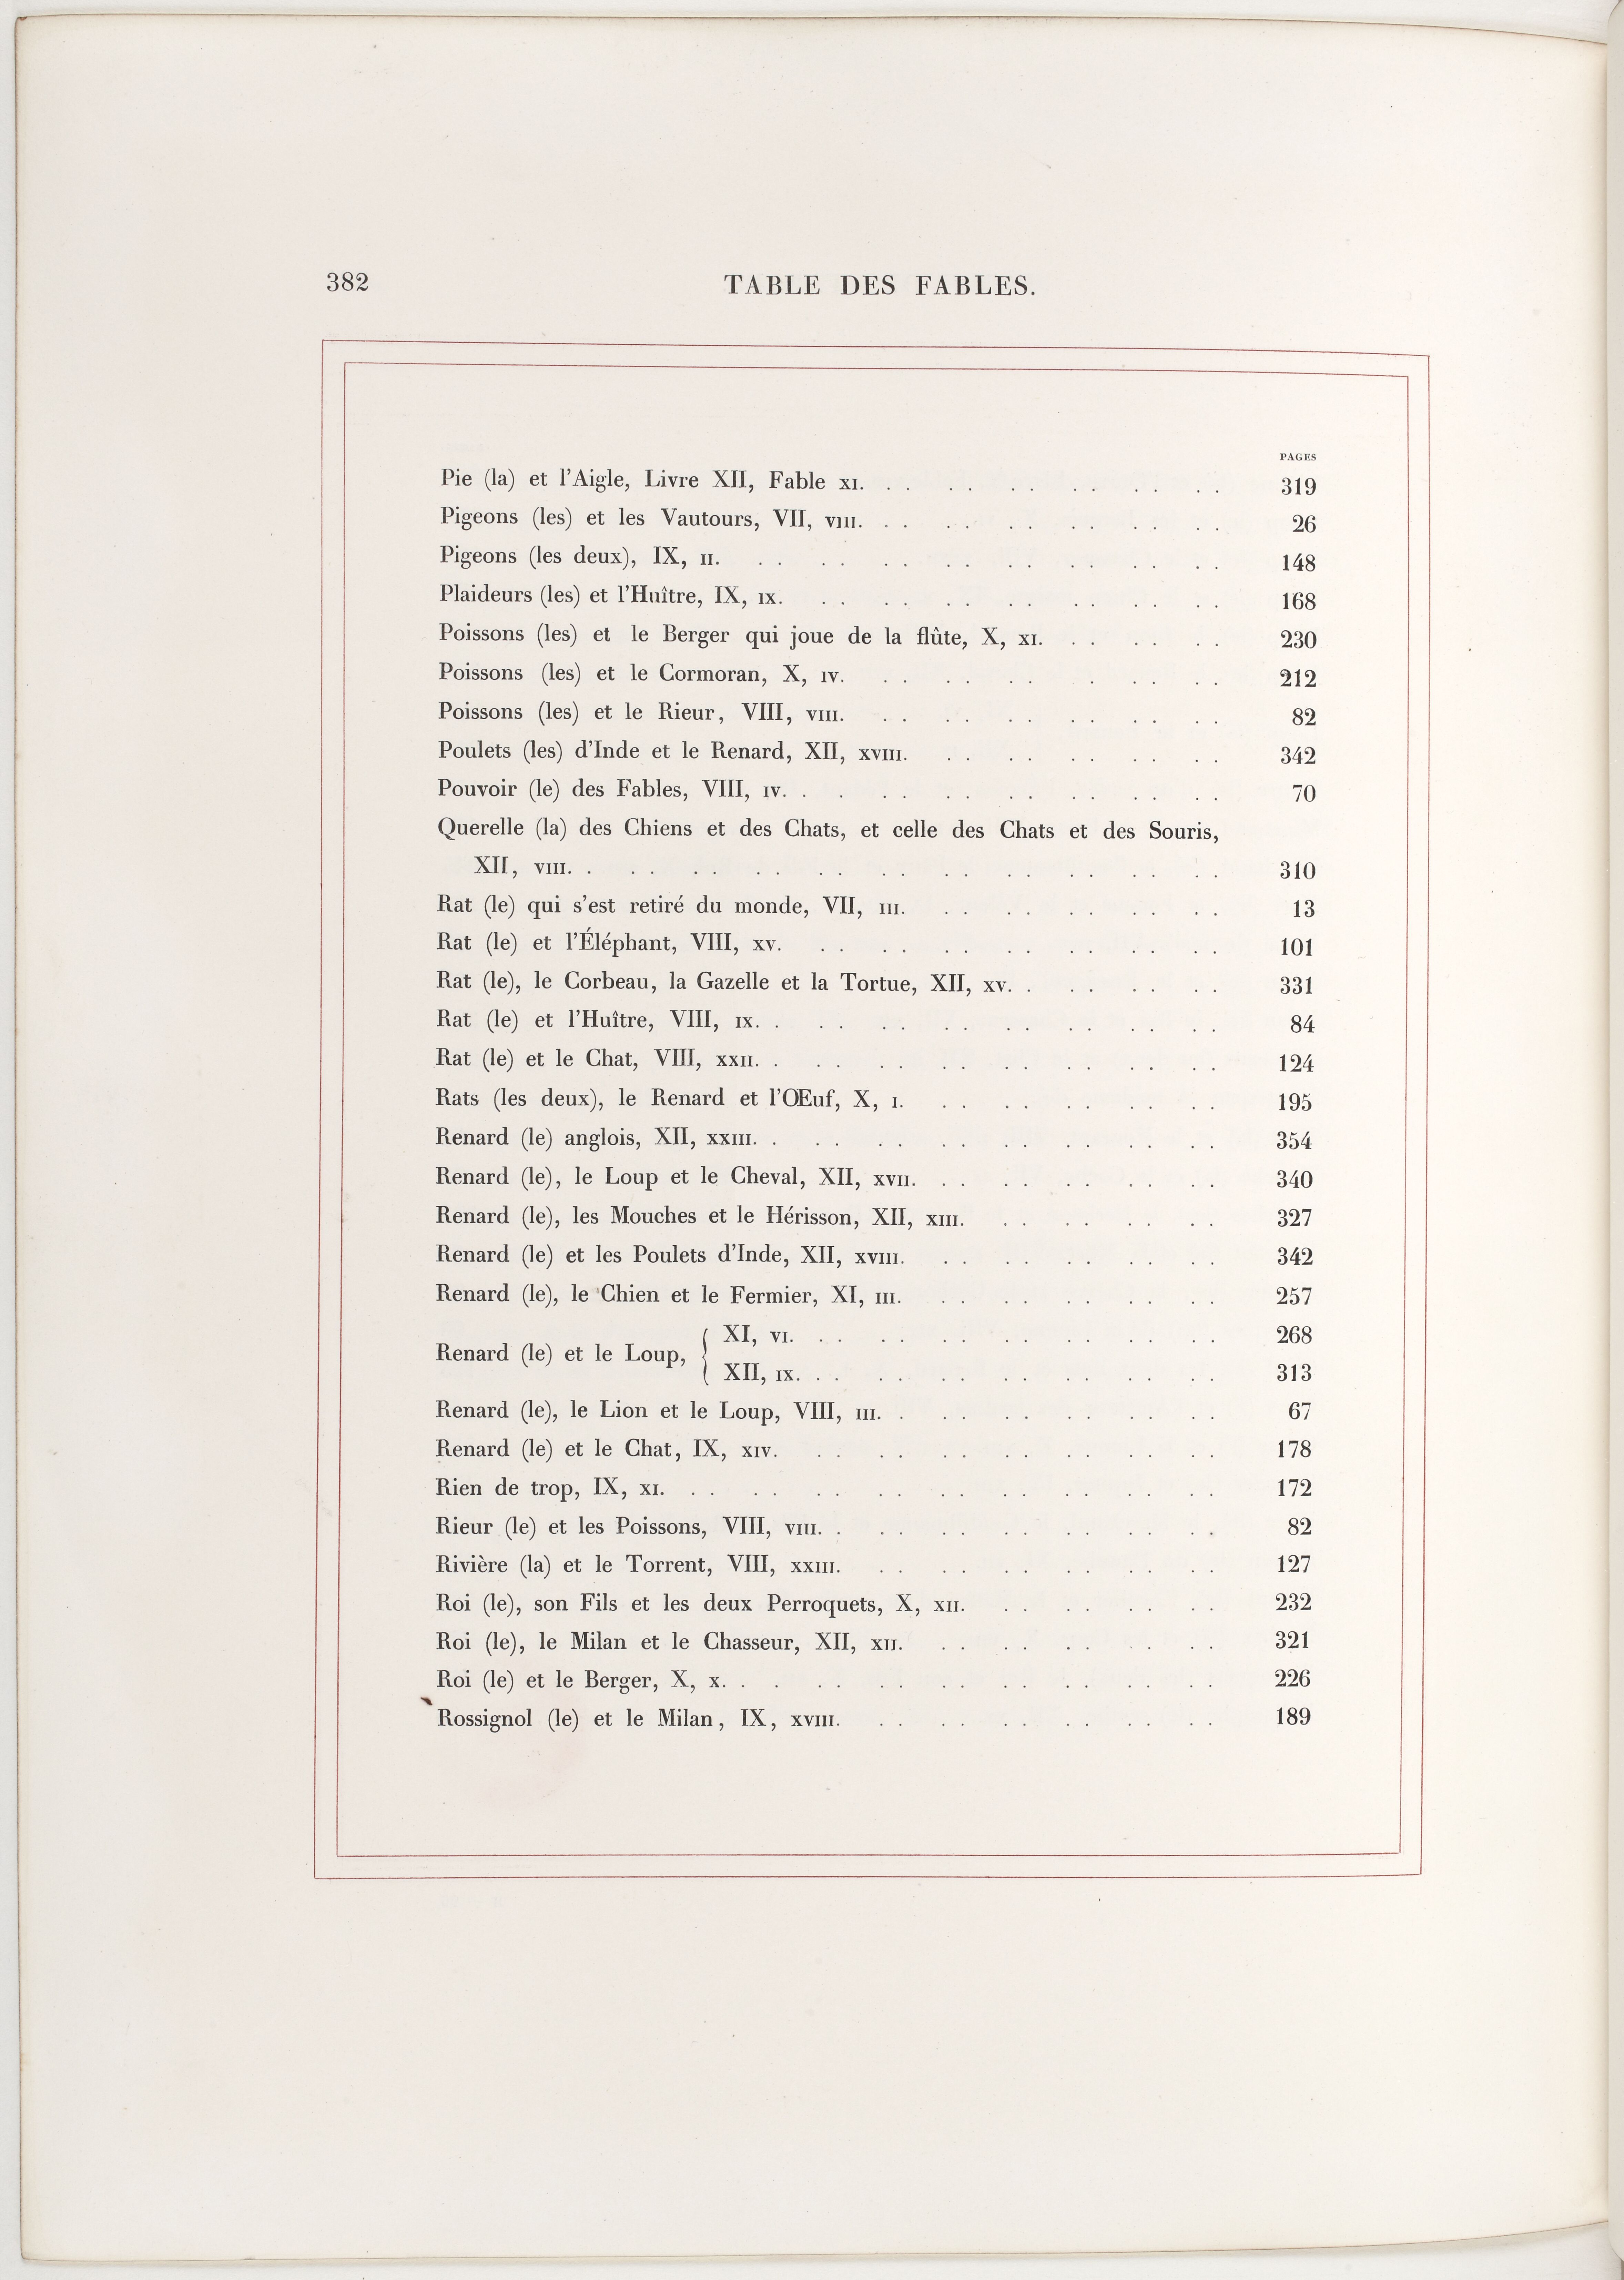 382
TABLE DES FABLES.
PAGES
Pie (la) et l'Aigle, Livre XII, Fable XI. . . . . . . . . . . . . 319
Pigeons (les) et les Vautours, VII, VIII. . . . . . . . . . . . . 26
Pigeons (les deux), IX, II. . . . . . . . . . . . . . . . . 148
Plaideurs (les) et l'Huître, IX, IX. . . . . . . . . . . . . . . 168
Poissons (les) et le Berger qui joue de la flûte, X, XI. . . . . . . 230
Poissons (les) et le Cormoran, X, IV. . . . . . . . . . . . 212
Poissons (les) et le Rieur, VIII, VIII. . . . . . . . . . . . . 82
Poulets (les) d'Inde et le Renard, XII, XVIII. . . . . . . . . . . 342
Pouvoir (le) des Fables, VIII, IV. . . . . . . . . . . . . . . 70
Querelle (la) des Chiens et des Chats, et celle des Chats et des Souris,
XII, VIII. . . . . . . . . . . . . . . . . . . . . . 310
Rat (le) qui s'est retiré du monde, VII, III. . . . . . . . . . . 13
Rat (le) et l'Éléphant, VIII, XV. . . . . . . . . . . . . . . 101
Rat (le), le Corbeau, la Gazelle et la Tortue, XII, XV. . . . . . . . 331
Rat (le) et l'Huître, VIII, IX. . . . . . . . . . . . . . . . . 84
Rat (le) et le Chat, VIII, XXII. . . . . . . . . . . . . . . . . 124
Rats (les deux), le Renard et l'Œuf, X, I. . . . . . . . . . . 195
Renard (le) anglois, XII, XXIII. . . . . . . . . . . . . . . . . 354
Renard (le), le Loup et le Cheval, XII, XVII. . . . . . . . . . . 340
Renard (le), les Mouches et le Hérisson, XII, XIII. . . . . . . . . 327
Renard (le) et les Poulets d'Inde, XII, XVIII. . . . . . . . . . . 342
Renard (le), le Chien et le Fermier, XI, III. . . . . . . . . . . 257
Renard (le) et le Loup, { XI, VI. . . . . . . . . . . . . . . 268
XII, IX. . . . . . . . . . . . . . . 313
Renard (le), le Lion et le Loup, VIII, III. . . . . . . . . . . . 67
Renard (le) et le Chat, IX, XIV. . . . . . . . . . . . . . . 178
Rien de trop, IX, XI. . . . . . . . . . . . . . . . . . . 172
Rieur (le) et les Poissons, VIII, VIII. . . . . . . . . . . . . . 82
Rivière (la) et le Torrent, VIII, XXIII. . . . . . . . . . . . . 127
Roi (le), son Fils et les deux Perroquets, X, XII. . . . . . . . . 232
Roi (le), le Milan et le Chasseur, XII, XII. . . . . . . . . . . 321
Roi (le) et le Berger, X, X. . . . . . . . . . . . . . . . . 226
Rossignol (le) et le Milan, IX, XVIII. . . . . . . . . . . . . 189